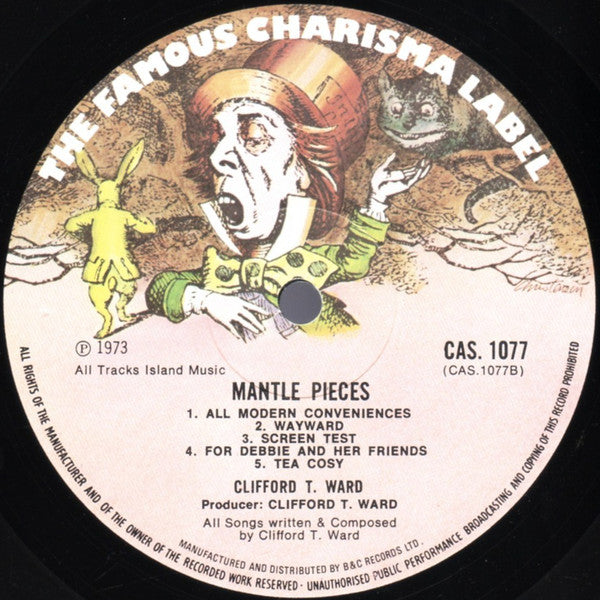 THE FAMOUS CHARISMA LABEL
℗ 1973
All Tracks Island Music
CAS. 1077
(CAS.1077B)
MANTLE PIECES
1. ALL MODERN CONVENIENCES
2. WAYWARD
3. SCREEN TEST
4. FOR DEBBIE AND HER FRIENDS
5. TEA COSY
CLIFFORD T. WARD
Producer: CLIFFORD T. WARD
All Songs written & Composed
by Clifford T. Ward
MANUFACTURED AND DISTRIBUTED BY B&C RECORDS LTD.
ALL RIGHTS OF THE MANUFACTURER AND OF THE OWNER OF THE RECORDED WORK RESERVED · UNAUTHORISED PUBLIC PERFORMANCE BROADCASTING AND COPYING OF THIS RECORD PROHIBITED